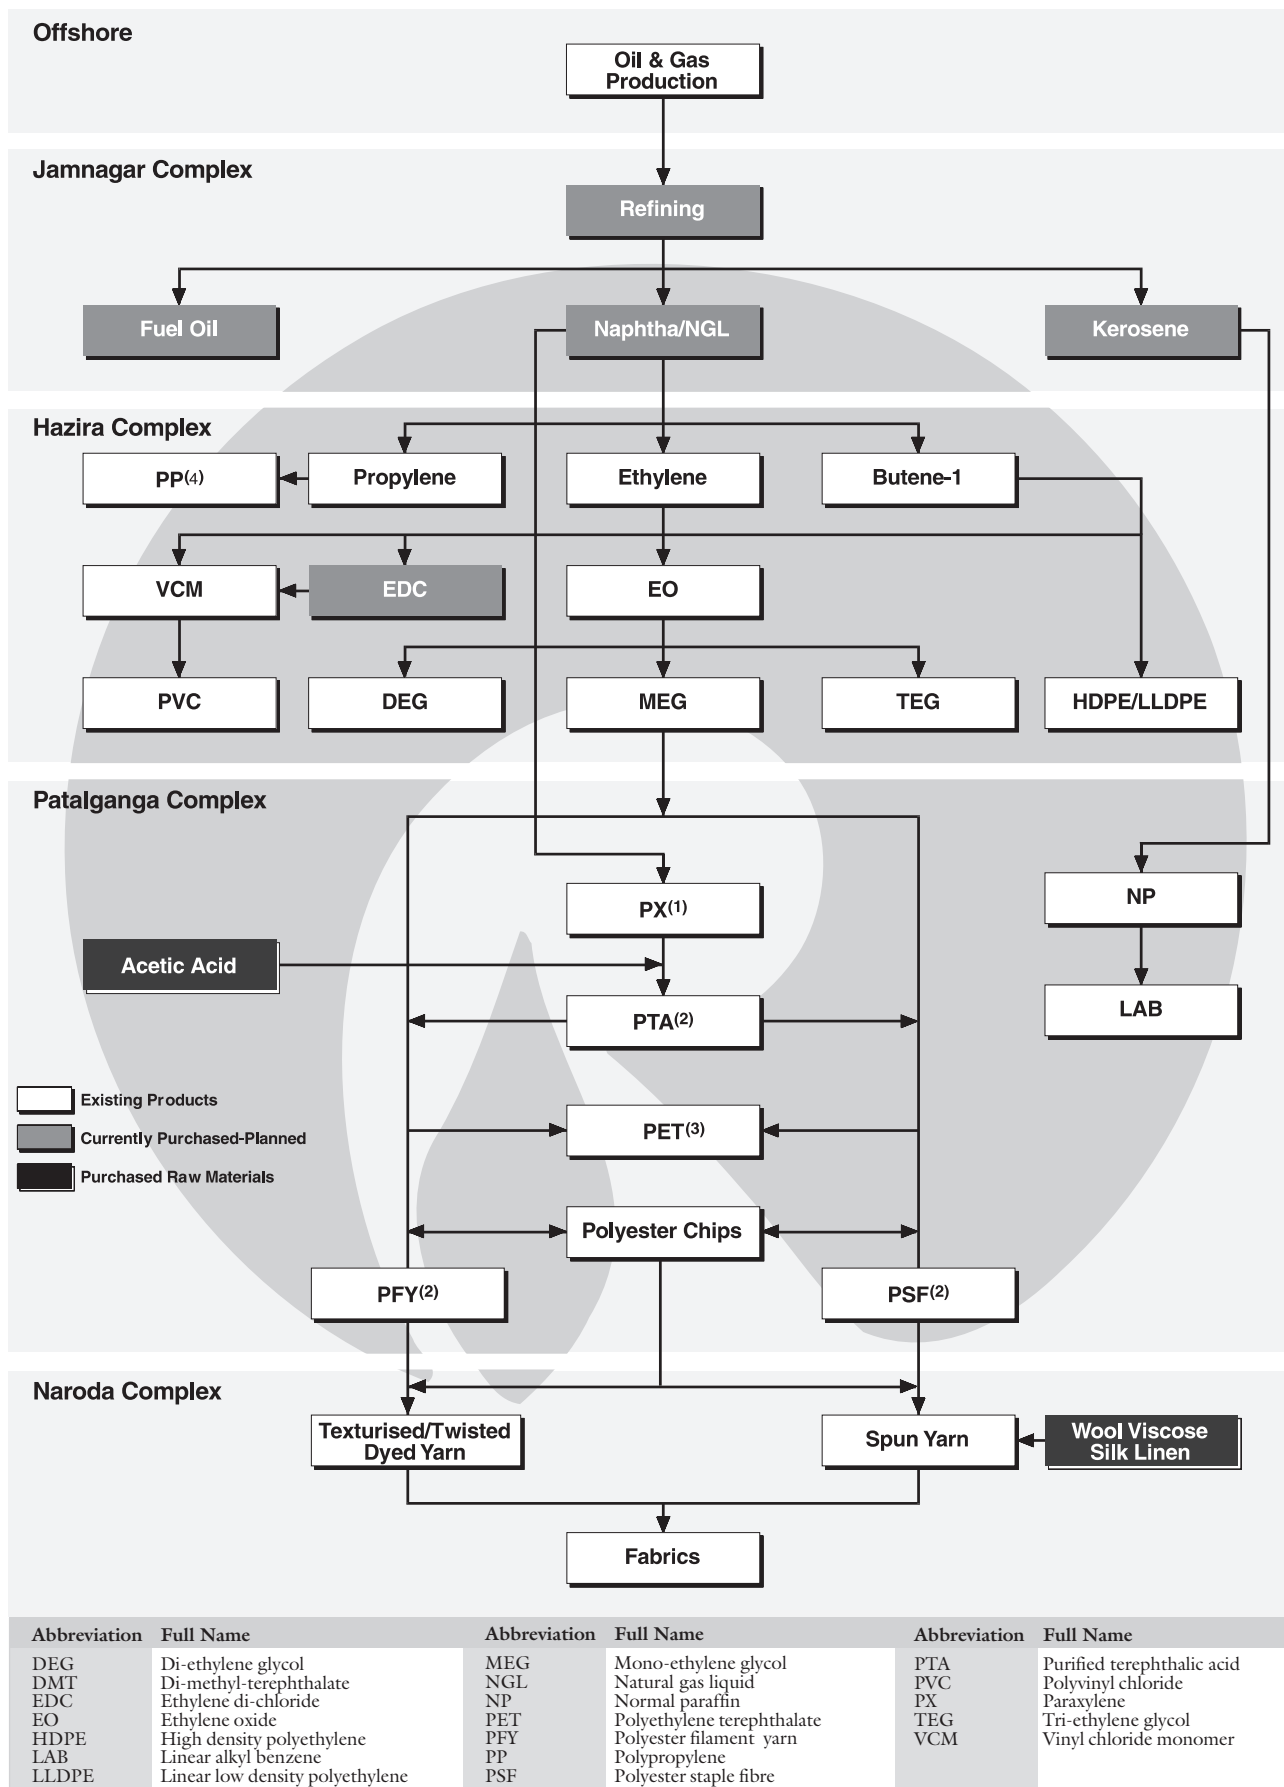 Offshore
Oil & Gas
Production
Jamnagar Complex
Refining
Fuel Oil
Naphtha/NGL
Kerosene
Hazira Complex
PP(4)
Propylene
Ethylene
Butene-1
VCM
EDC
EO
PVC
DEG
MEG
TEG
HDPE/LLDPE
Patalganga Complex
PX(1)
NP
Acetic Acid
PTA(2)
LAB
Existing Products
Currently Purchased-Planned
Purchased Raw Materials
PET(3)
Polyester Chips
PFY(2)
PSF(2)
Naroda Complex
Texturised/Twisted
Dyed Yarn
Spun Yarn
Wool Viscose
Silk Linen
Fabrics
Abbreviation Full Name
DEG Di-ethylene glycol
DMT Di-methyl-terephthalate
EDC Ethylene di-chloride
EO Ethylene oxide
HDPE High density polyethylene
LAB Linear alkyl benzene
LLDPE Linear low density polyethylene
Abbreviation Full Name
MEG Mono-ethylene glycol
NGL Natural gas liquid
NP Normal paraffin
PET Polyethylene terephthalate
PFY Polyester filament yarn
PP Polypropylene
PSF Polyester staple fibre
Abbreviation Full Name
PTA Purified terephthalic acid
PVC Polyvinyl chloride
PX Paraxylene
TEG Tri-ethylene glycol
VCM Vinyl chloride monomer